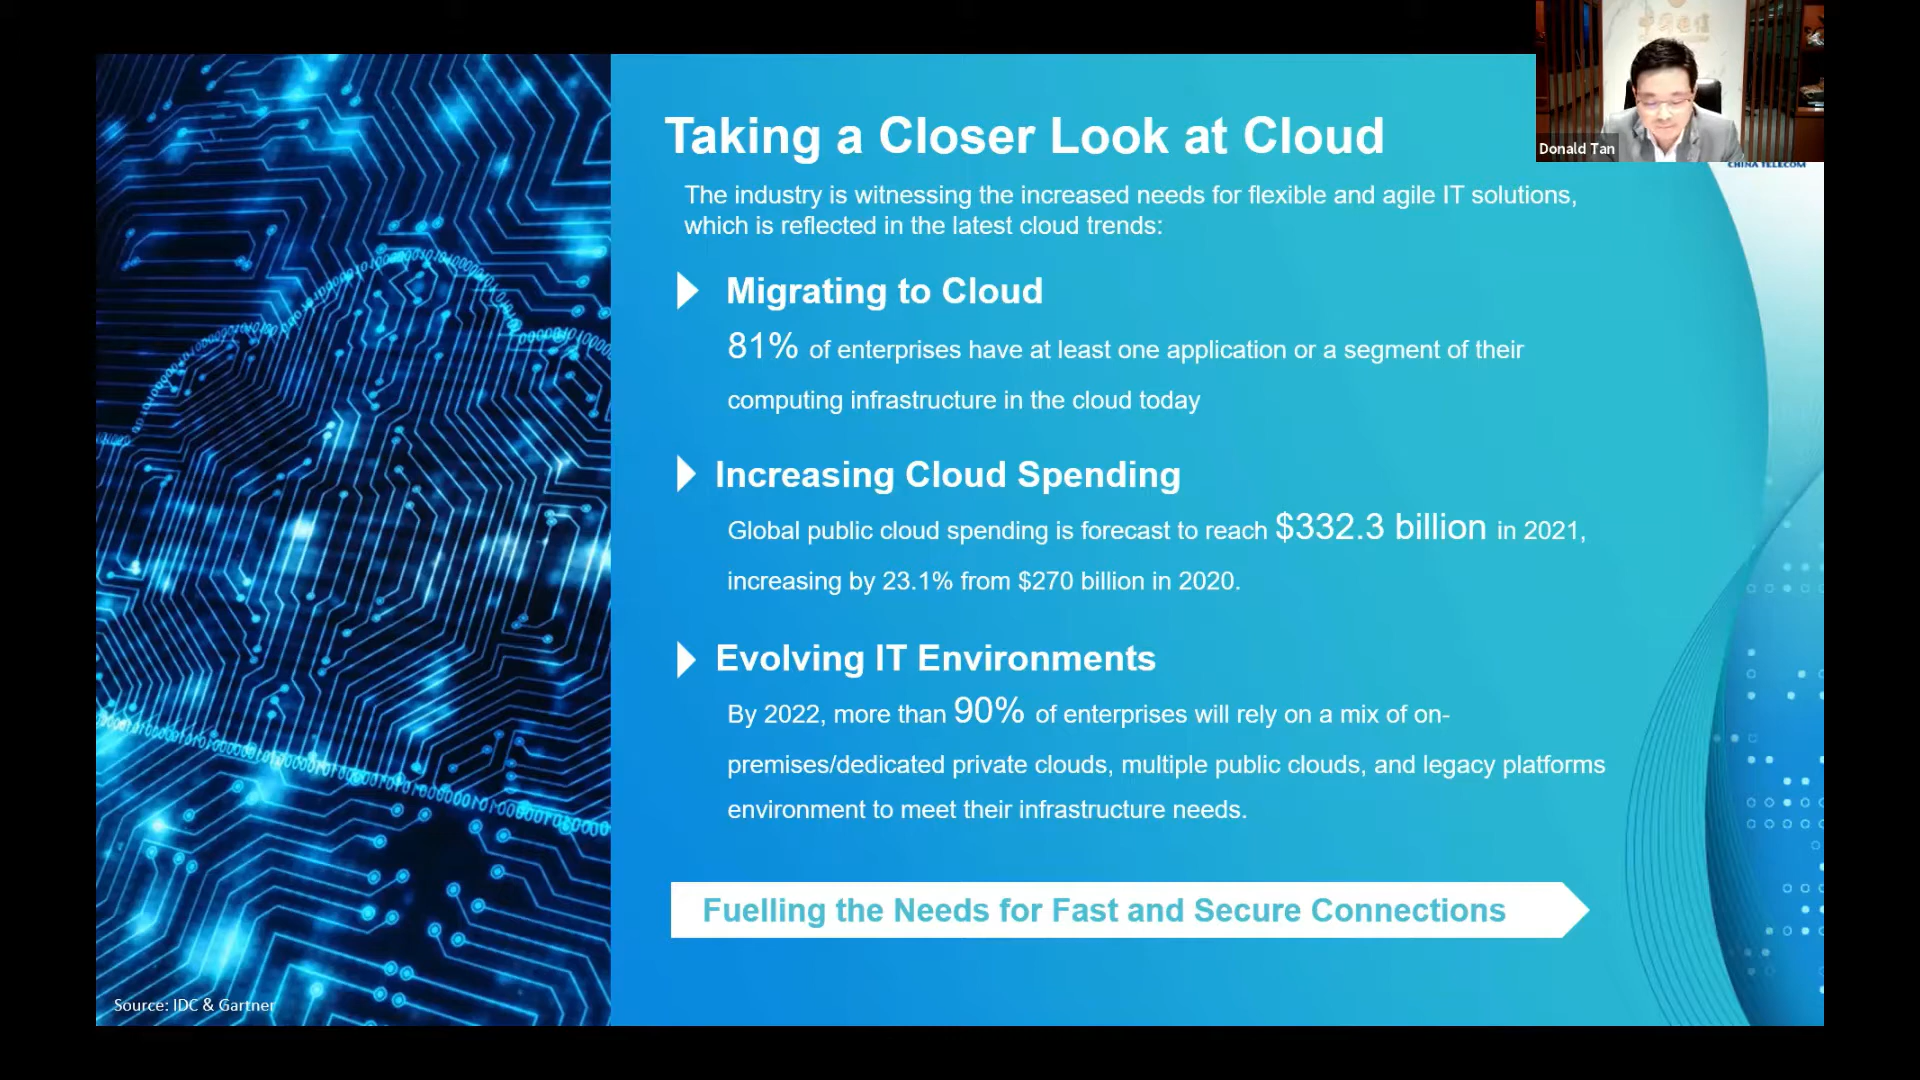 Taking a Closer Look at Cloud
The industry is witnessing the increased needs for flexible and agile IT solutions,
which is reflected in the latest cloud trends:
Migrating to Cloud
81% of enterprises have at least one application or a segment of their
computing infrastructure in the cloud today
Increasing Cloud Spending
Global public cloud spending is forecast to reach $332.3 billion in 2021,
increasing by 23.1% from $270 billion in 2020.
Evolving IT Environments
By 2022, more than 90% of enterprises will rely on a mix of on-
premises/dedicated private clouds, multiple public clouds, and legacy platforms
environment to meet their infrastructure needs.
Fuelling the Needs for Fast and Secure Connections
Source: IDC & Gartner
Donald Tan
CHINA TELECOM